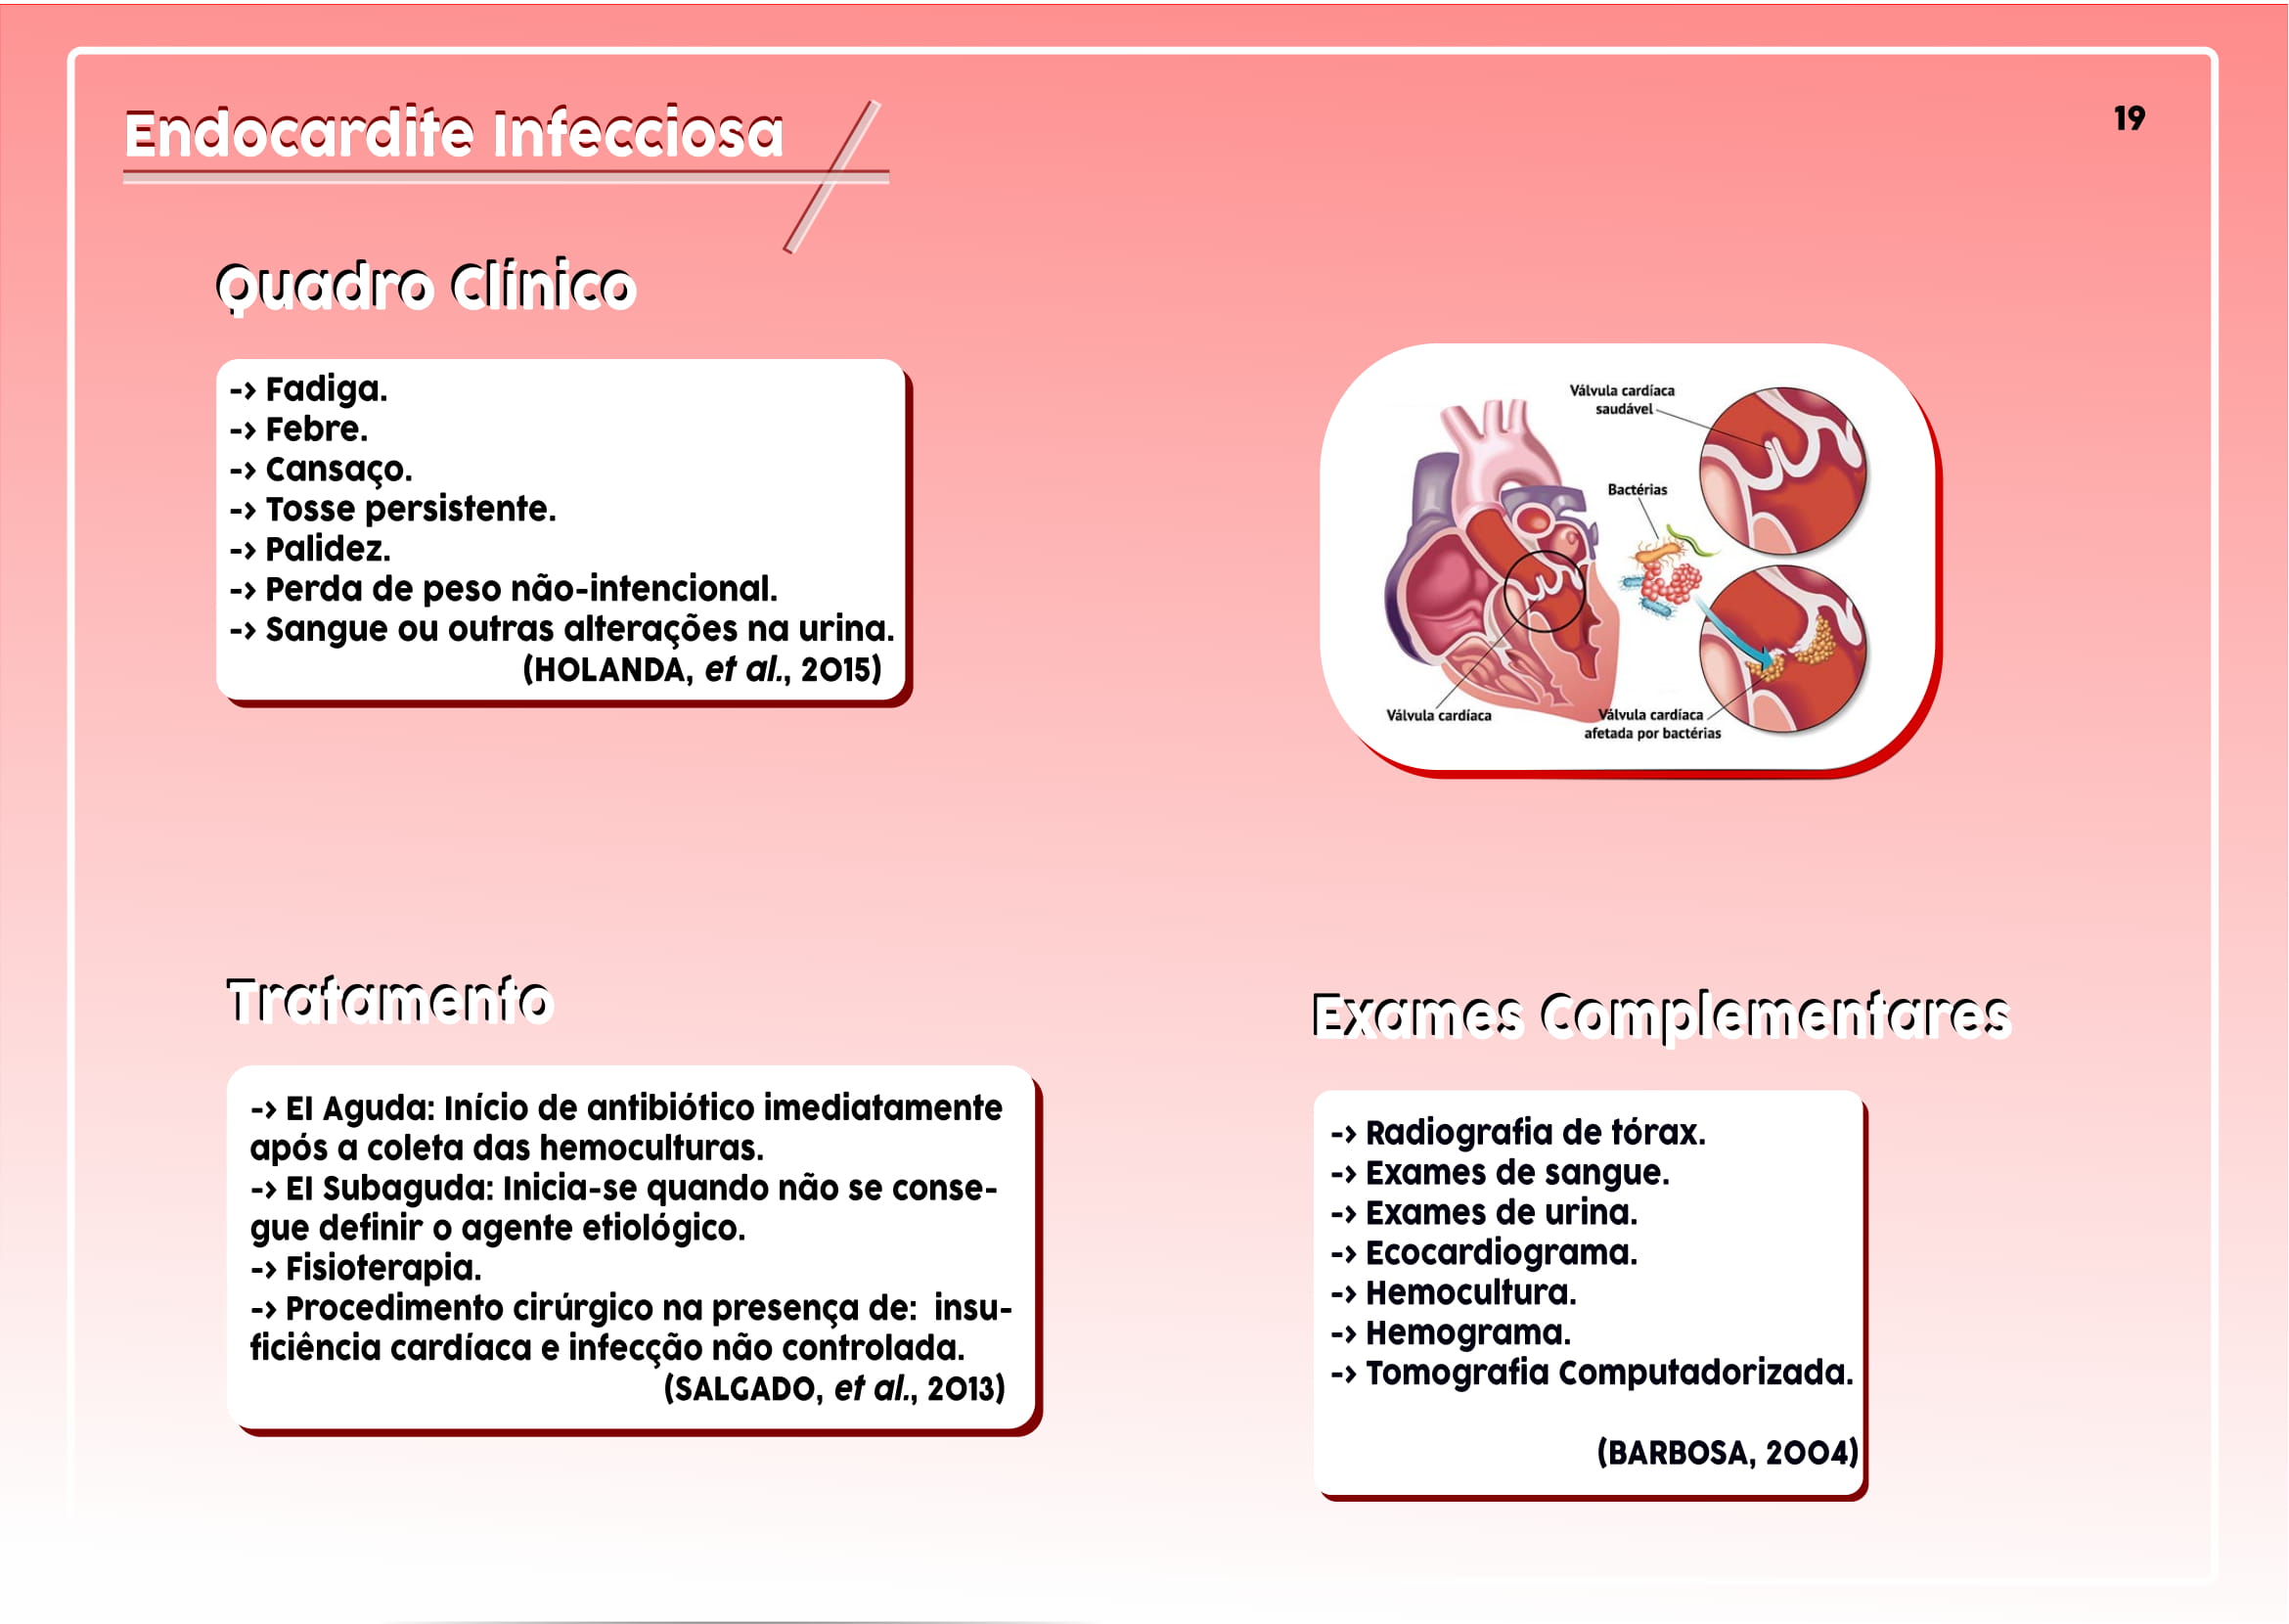 Endocardite Infecciosa
19
Quadro Clínico
-> Fadiga.
-> Febre.
-> Cansaço.
-> Tosse persistente.
-> Palidez.
-> Perda de peso não-intencional.
-> Sangue ou outras alterações na urina.
(HOLANDA, et al., 2015)
Válvula cardíaca
saudável
Bactérias
Válvula cardíaca
Válvula cardíaca
afetada por bactérias
Tratamento
-> EI Aguda: Início de antibiótico imediatamente
após a coleta das hemoculturas.
-> EI Subaguda: Inicia-se quando não se conse-
gue definir o agente etiológico.
-> Fisioterapia.
-> Procedimento cirúrgico na presença de:  insu-
ficiência cardíaca e infecção não controlada.
(SALGADO, et al., 2013)
Exames Complementares
-> Radiografia de tórax.
-> Exames de sangue.
-> Exames de urina.
-> Ecocardiograma.
-> Hemocultura.
-> Hemograma.
-> Tomografia Computadorizada.
(BARBOSA, 2004)